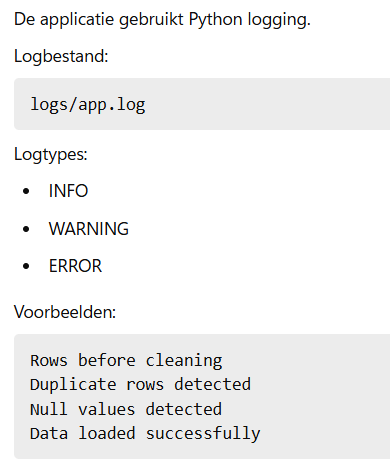 De applicatie gebruikt Python logging.
Logbestand:
logs/app.log
Logtypes:
• INFO
• WARNING
• ERROR
Voorbeelden:
Rows before cleaning
Duplicate rows detected
Null values detected
Data loaded successfully